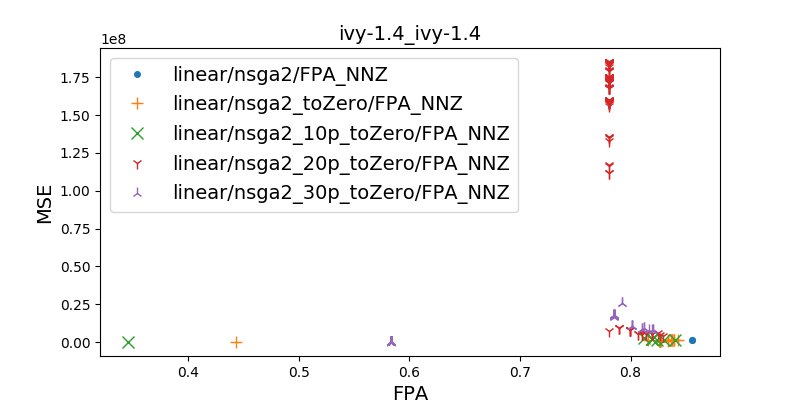 ivy-1.4_ivy-1.4
1e8
linear/nsga2/FPA_NNZ
linear/nsga2_toZero/FPA_NNZ
linear/nsga2_10p_toZero/FPA_NNZ
linear/nsga2_20p_toZero/FPA_NNZ
linear/nsga2_30p_toZero/FPA_NNZ
MSE
1.75
1.50
1.25
1.00
0.75
0.50
0.25
0.00
0.4 0.5 0.6 0.7 0.8
FPA